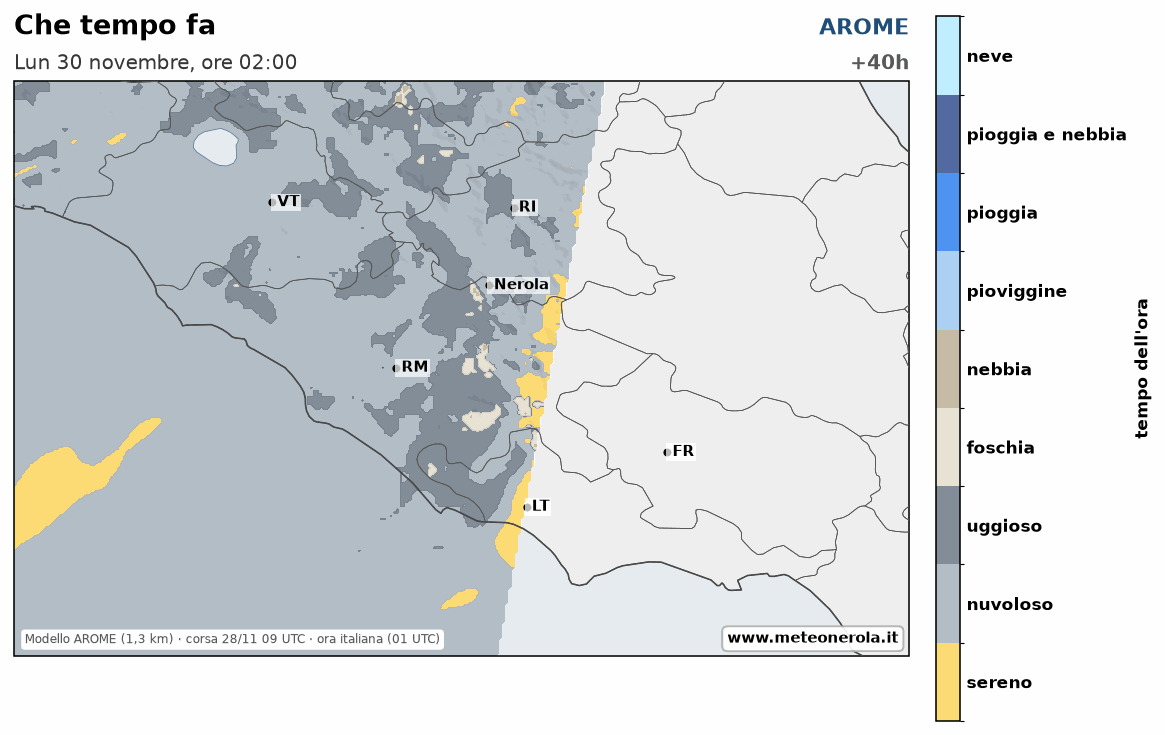 Che tempo fa
AROME
Lun 30 novembre, ore 02:00
+40h
neve
pioggia e nebbia
pioggia
pioviggine
nebbia
foschia
uggioso
nuvoloso
sereno
tempo dell'ora
VT
RI
Nerola
RM
FR
LT
Modello AROME (1,3 km) · corsa 28/11 09 UTC · ora italiana (01 UTC)
www.meteonerola.it